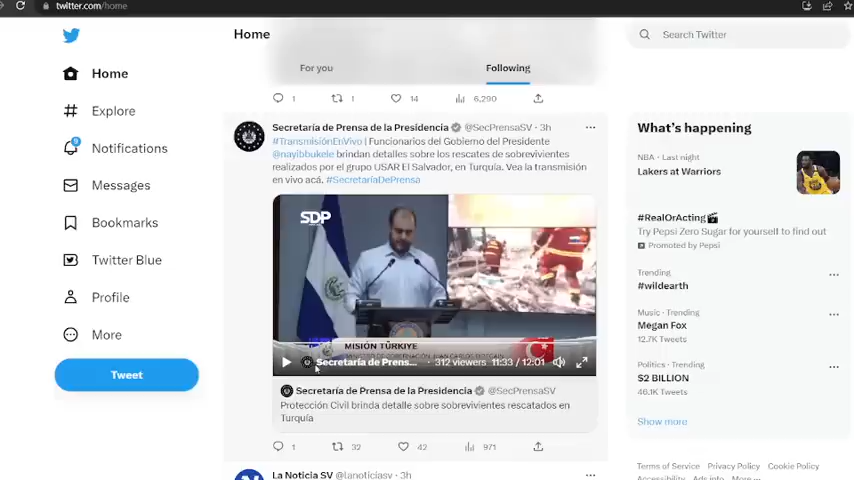 twitter.com/home
Home
Search Twitter
For you
Following
1
1
14
6,290
Home
Explore
9
Notifications
Messages
Bookmarks
Twitter Blue
Profile
More
Tweet
Secretaría de Prensa de la Presidencia @SecPrensaSV · 3h
#TransmisiónEnVivo | Funcionarios del Gobierno del Presidente
@nayibbukele brindan detalles sobre los rescates de sobrevivientes
realizados por el grupo USAR El Salvador, en Turquía. Vea la transmisión
en vivo acá. #SecretaríaDePrensa
SDP
MISIÓN TÜRKIYE
Secretaría de Prens... · 312 viewers 11:33 / 12:01
Secretaría de Prensa de la Presidencia @SecPrensaSV
Protección Civil brinda detalle sobre sobrevivientes rescatados en
Turquía
1
32
42
971
La Noticia SV @lanoticiasv · 3h
What's happening
NBA · Last night
Lakers at Warriors
#RealOrActing
Try Pepsi Zero Sugar for yourself to find out
Promoted by Pepsi
Trending
#wildearth
Music · Trending
Megan Fox
12.7K Tweets
Politics · Trending
$2 BILLION
46.1K Tweets
Show more
Terms of Service Privacy Policy Cookie Policy
Accessibility Ads info More ...